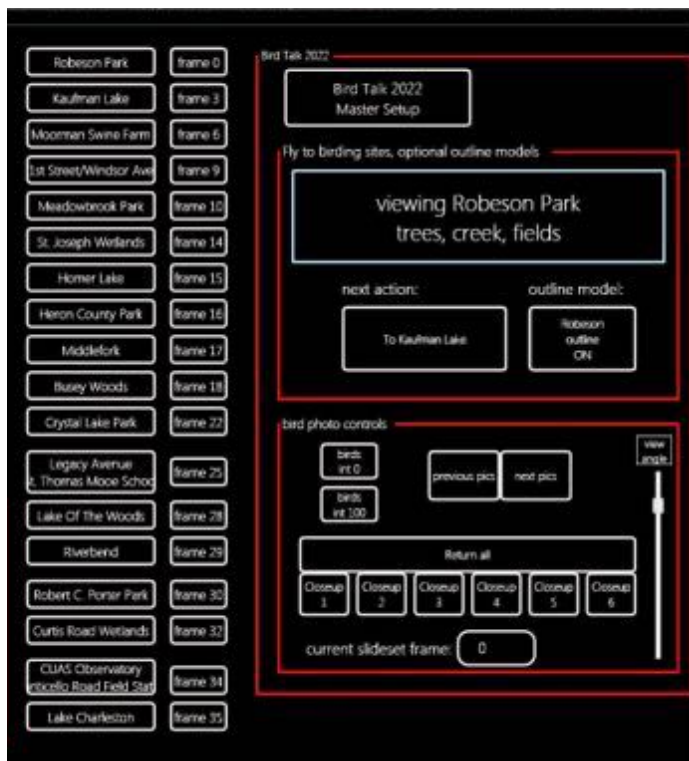 Robeson Park
frame 0
Kaufman Lake
frame 3
Moorman Swine Farm
frame 6
1st Street/Windsor Ave
frame 9
Meadowbrook Park
frame 10
St. Joseph Wetlands
frame 14
Homer Lake
frame 15
Heron County Park
frame 16
Middlefork
frame 17
Busey Woods
frame 18
Crystal Lake Park
frame 22
Legacy Avenue
t. Thomas Mooe Schoo
frame 25
Lake Of The Woods
frame 28
Riverbend
frame 29
Robert C. Porter Park
frame 30
Curtis Road Wetlands
frame 32
CUAS Observatory
nticello Road Field Stati
frame 34
Lake Charleston
frame 35
Bird Talk 2022
Bird Talk 2022
Master Setup
Fly to birding sites, optional outline models
viewing Robeson Park
trees, creek, fields
next action:
outline model:
To Kaufman Lake
Robeson
outline
ON
bird photo controls
birds
int 0
birds
int 100
previous pics
next pics
view
angle
Return all
Closeup
1
Closeup
2
Closeup
3
Closeup
4
Closeup
5
Closeup
6
current slideset frame:
0